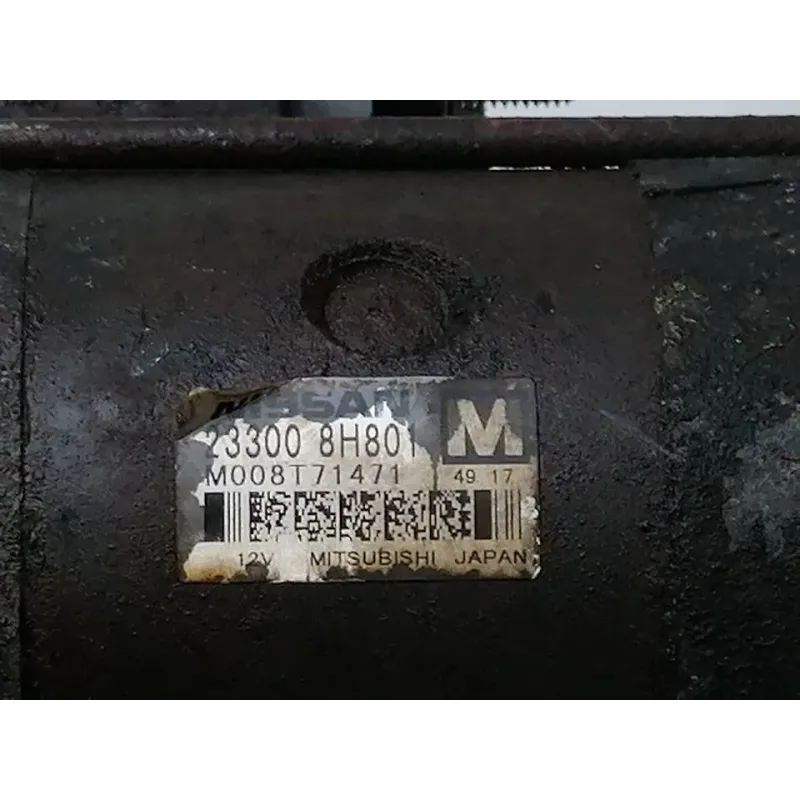 NISSAN
23300 8H801 M
M008T71471 49 17
12V MITSUBISHI JAPAN